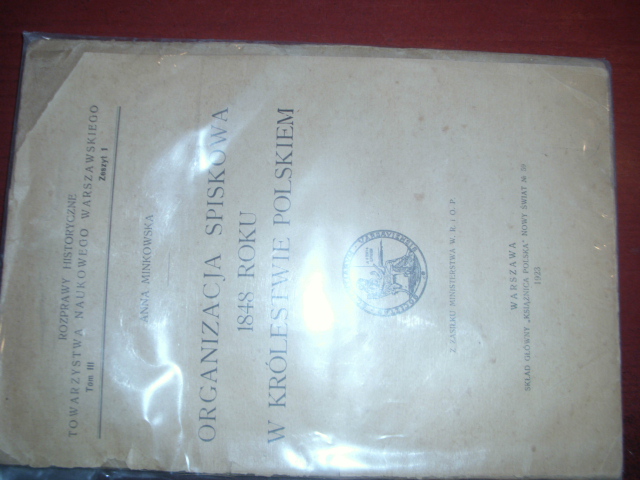 ROZPRAWY HISTORYCZNE
TOWARZYSTWA NAUKOWEGO WARSZAWSKIEGO
Tom III Zeszyt 1
ANNA MINKOWSKA
ORGANIZACJA SPISKOWA
1848 ROKU
W KRÓLESTWIE POLSKIEM
Z ZASIŁKU MINISTERSTWA W. R. I O. P.
WARSZAWA
1923
SKŁAD GŁÓWNY „KSIĄŻNICA POLSKA” NOWY ŚWIAT №